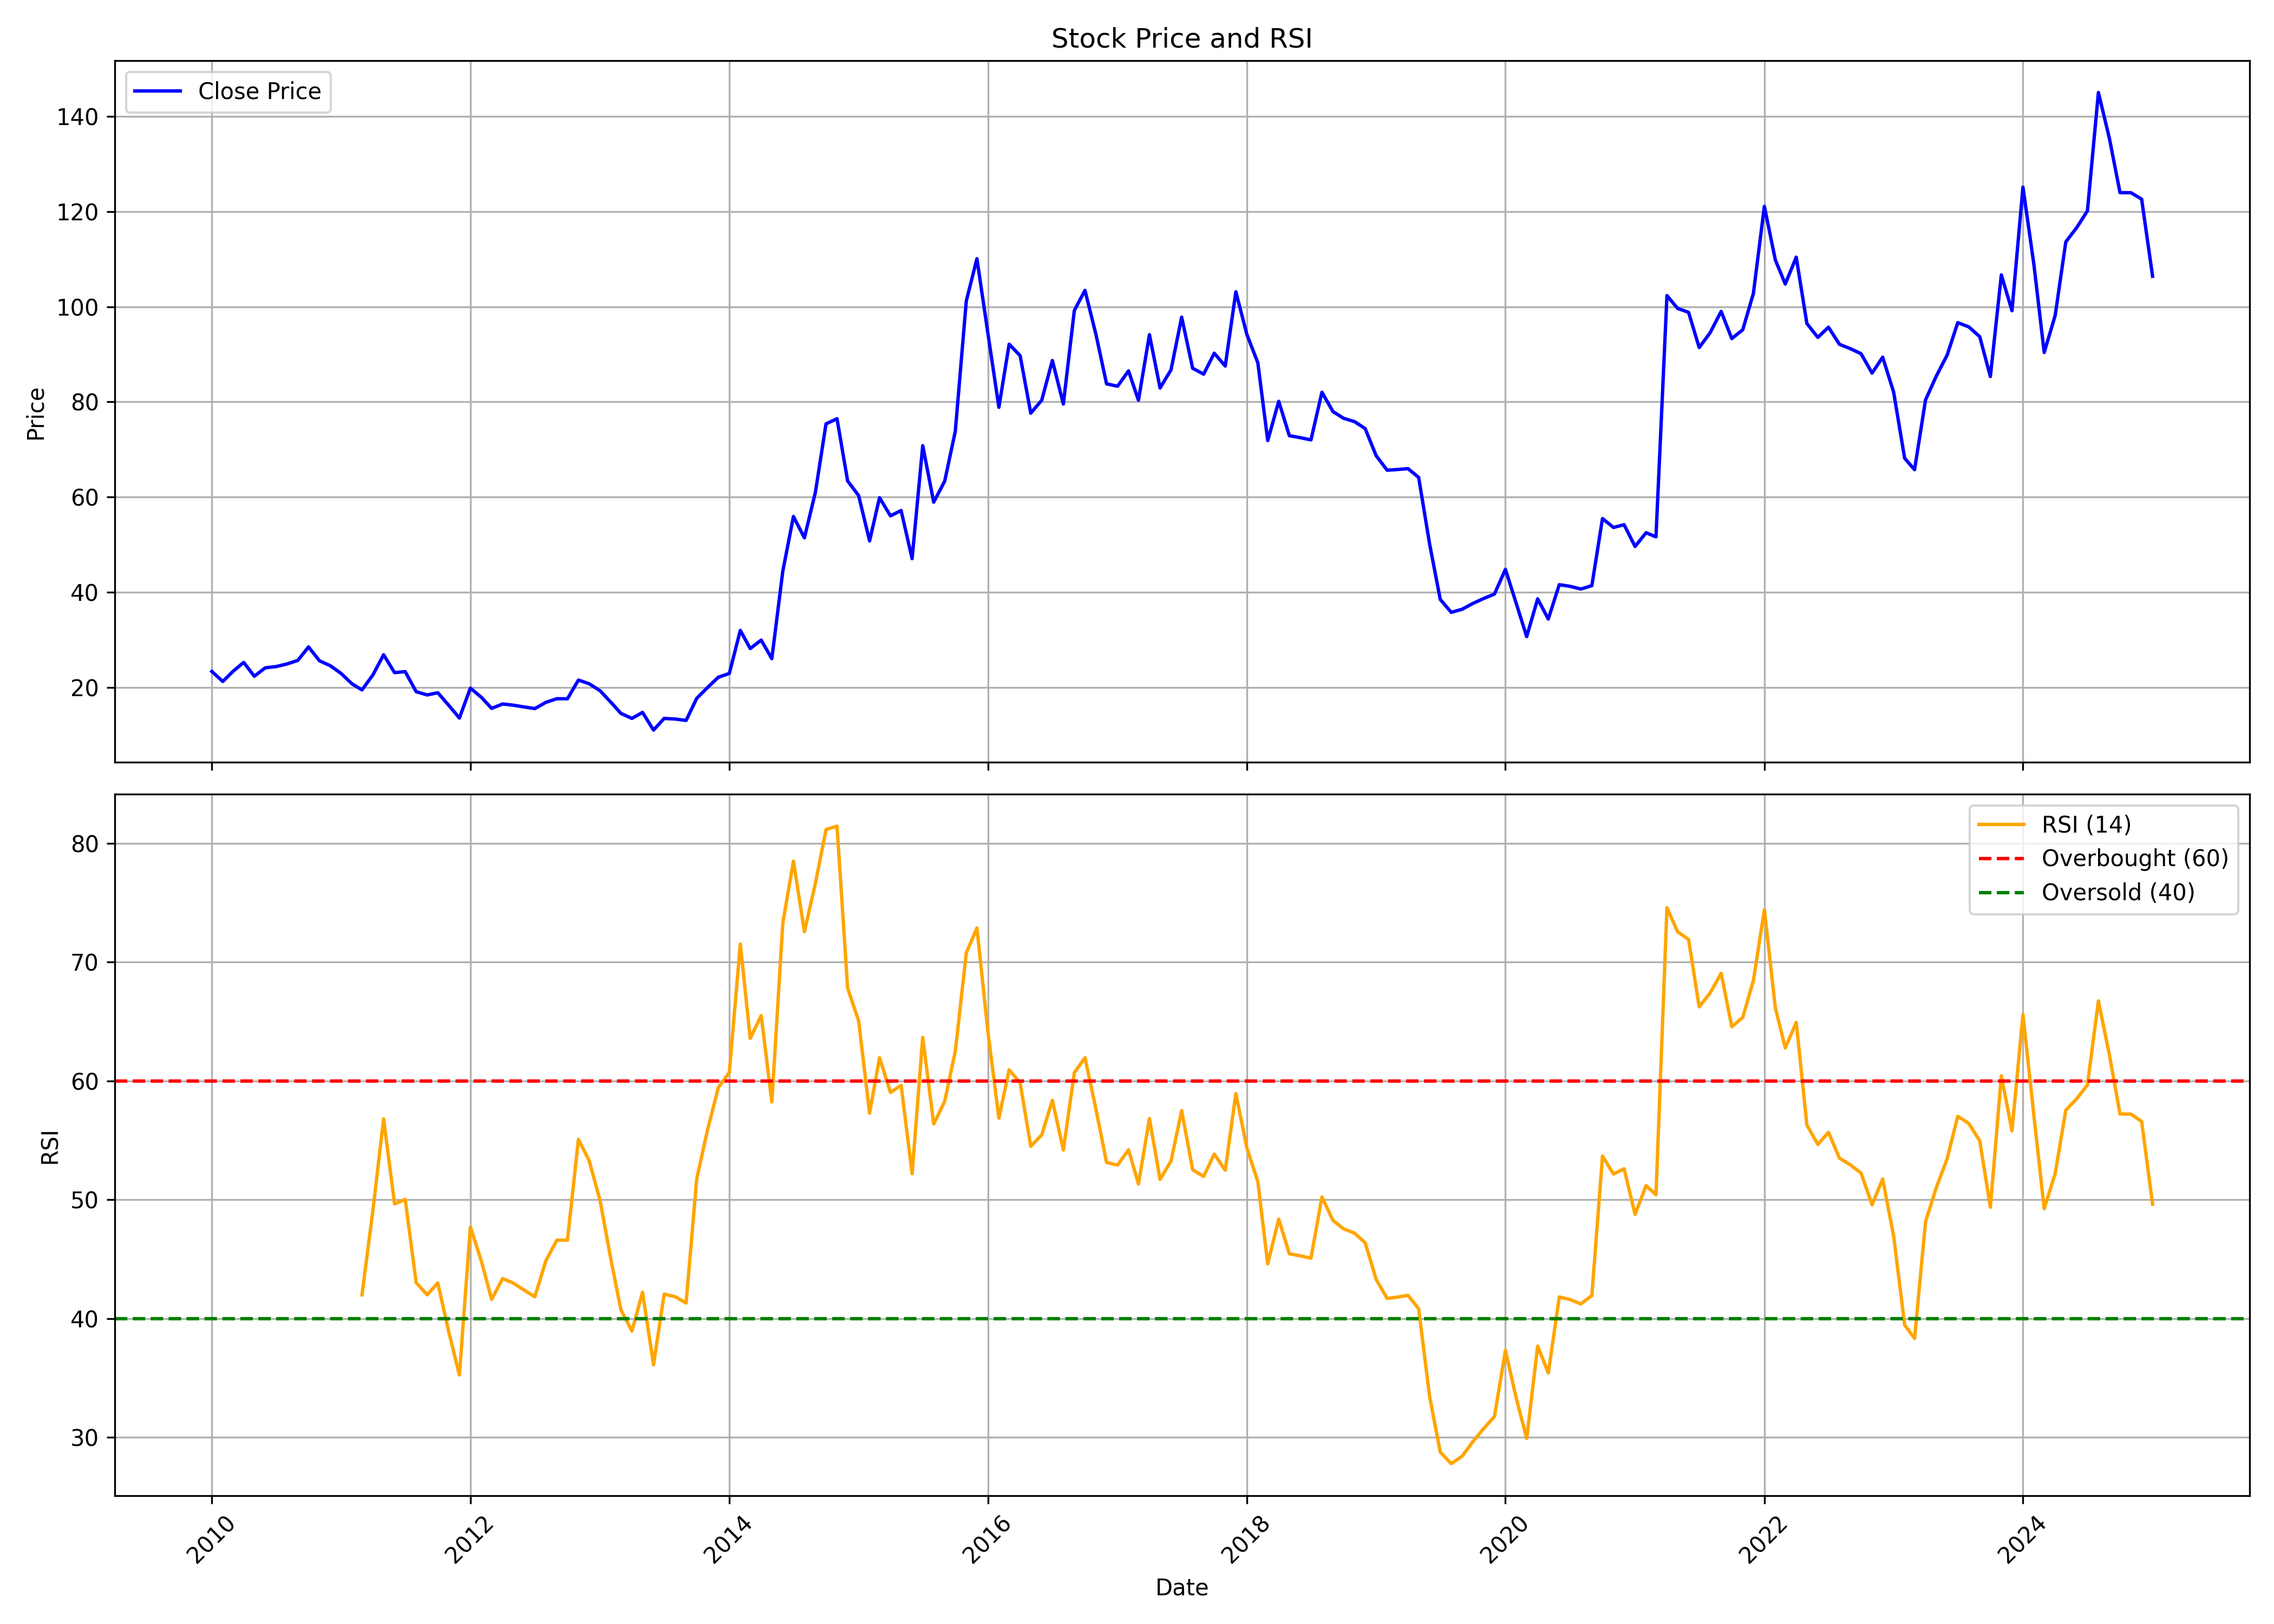 Stock Price and RSI
Close Price
Price
140
120
100
80
60
40
20
RSI (14)
Overbought (60)
Oversold (40)
RSI
80
70
60
50
40
30
2010
2012
2014
2016
2018
2020
2022
2024
Date